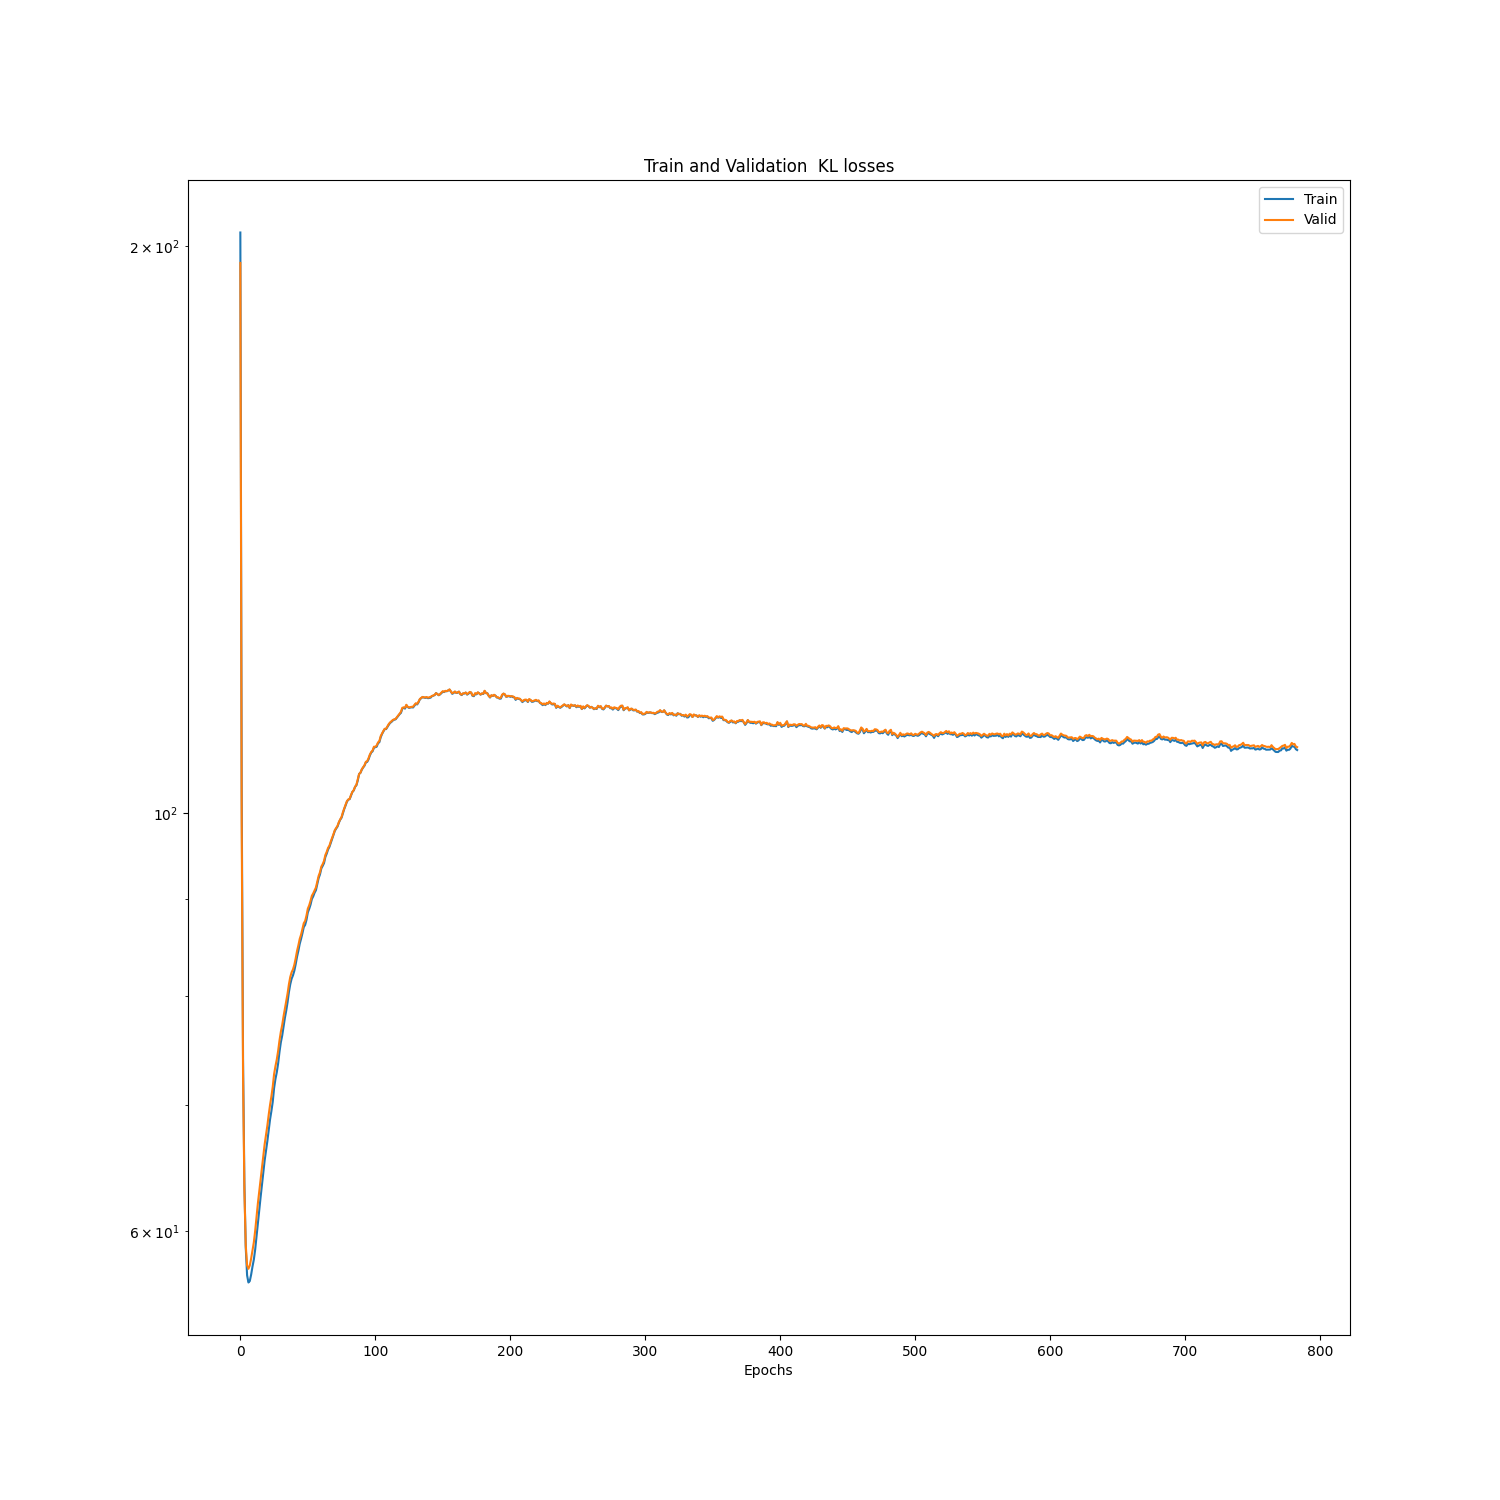 Train and Validation  KL losses
Train
Valid
2 × 10²
10²
6 × 10¹
0 100 200 300 400 500 600 700 800
Epochs